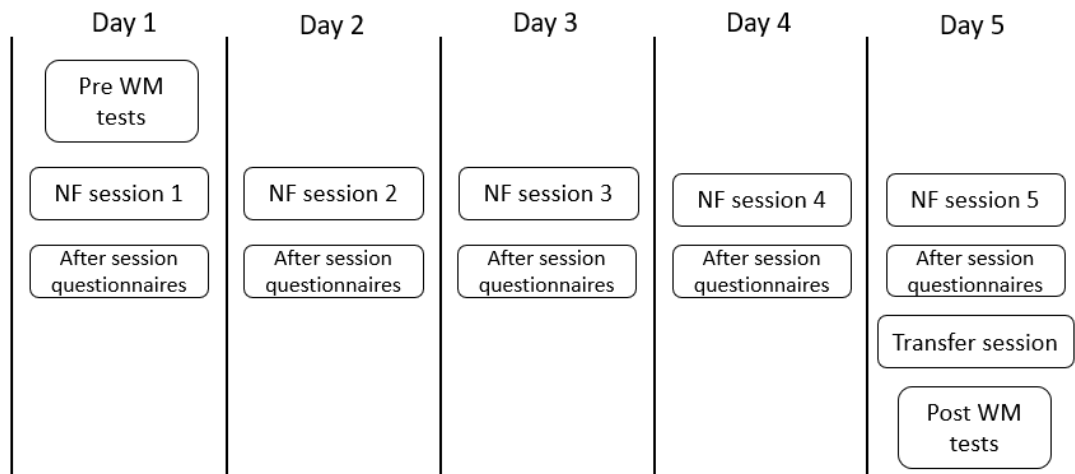 Day 1
Day 2
Day 3
Day 4
Day 5
Pre WM
tests
NF session 1
NF session 2
NF session 3
NF session 4
NF session 5
After session
questionnaires
After session
questionnaires
After session
questionnaires
After session
questionnaires
After session
questionnaires
Transfer session
Post WM
tests